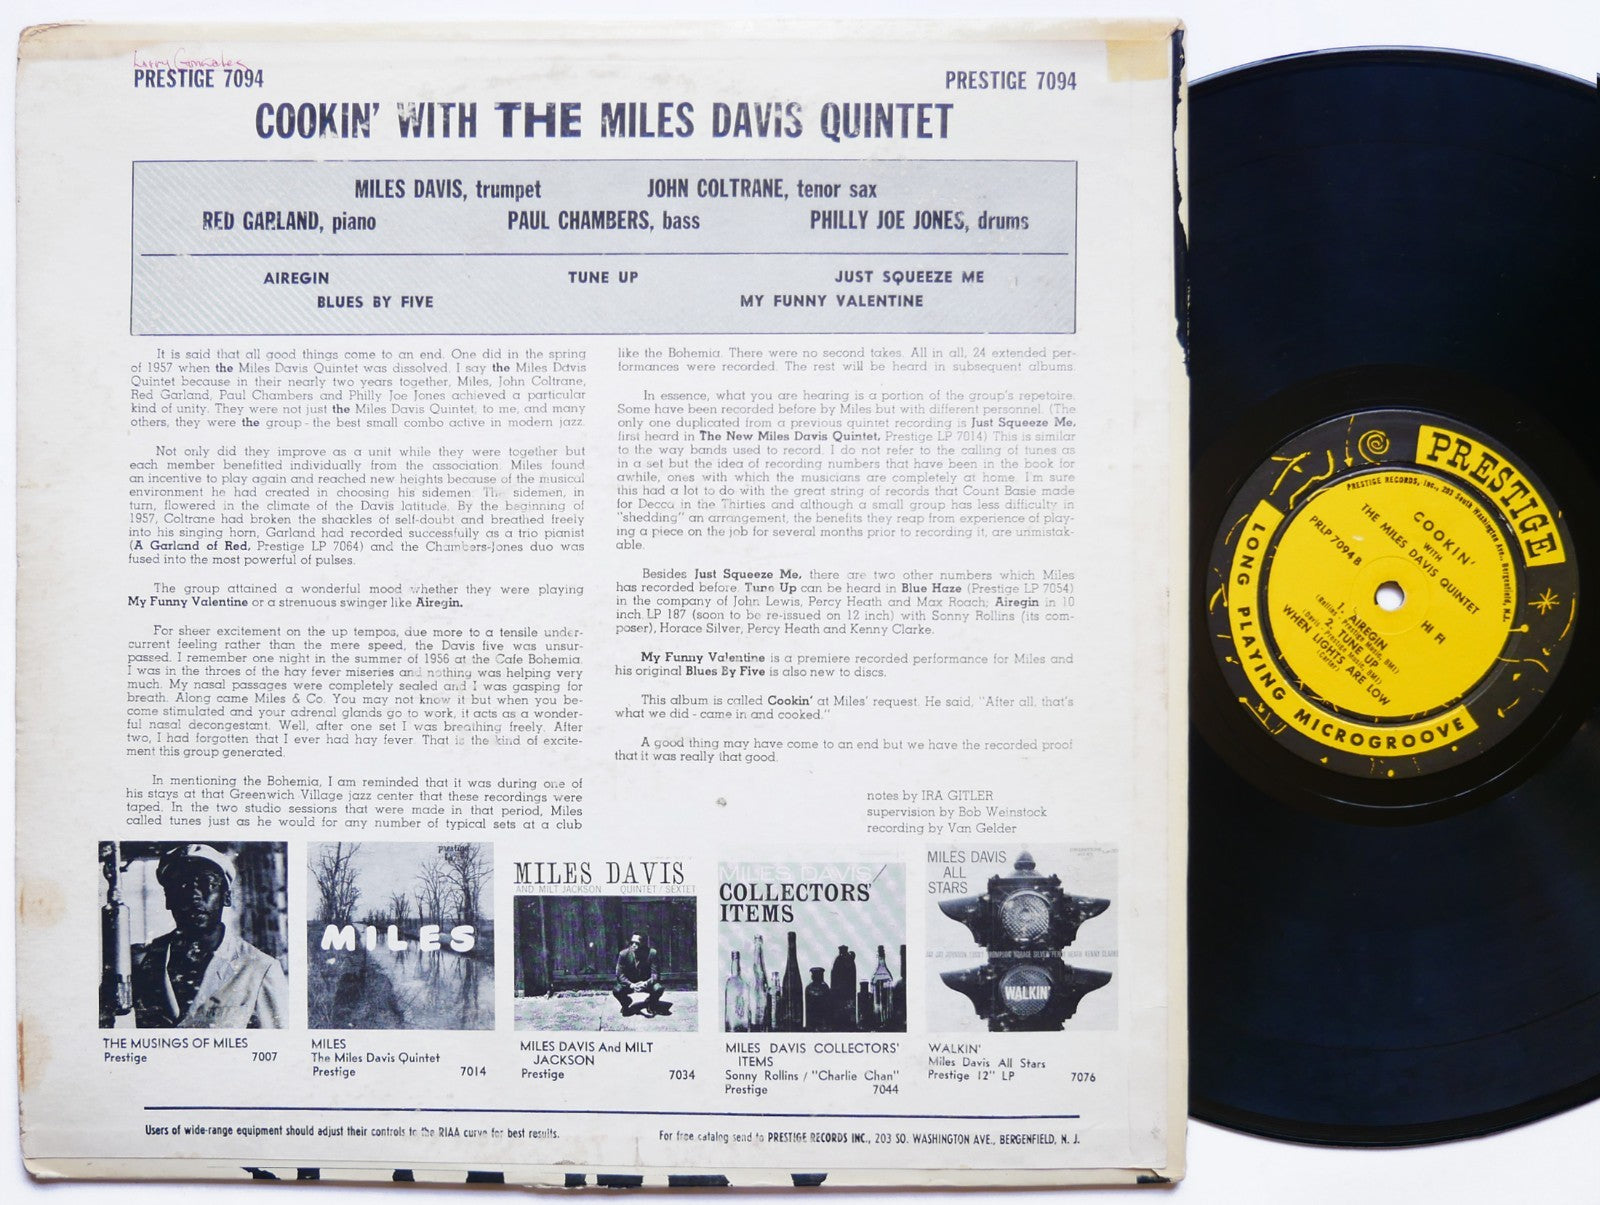 Larry Gonzales
PRESTIGE 7094
PRESTIGE 7094
COOKIN' WITH THE MILES DAVIS QUINTET
MILES DAVIS, trumpet JOHN COLTRANE, tenor sax
RED GARLAND, piano PAUL CHAMBERS, bass PHILLY JOE JONES, drums
AIREGIN TUNE UP JUST SQUEEZE ME
BLUES BY FIVE MY FUNNY VALENTINE
It is said that all good things come to an end. One did in the spring
of 1957 when the Miles Davis Quintet was dissolved. I say the Miles Davis
Quintet because in their nearly two years together, Miles, John Coltrane,
Red Garland, Paul Chambers and Philly Joe Jones achieved a particular
kind of unity. They were not just the Miles Davis Quintet, to me, and many
others, they were the group - the best small combo active in modern jazz.
Not only did they improve as a unit while they were together but
each member benefitted individually from the association. Miles found
an incentive to play again and reached new heights because of the musical
environment he had created in choosing his sidemen. The sidemen, in
turn, flowered in the climate of the Davis latitude. By the beginning of
1957, Coltrane had broken the shackles of self-doubt and breathed freely
into his singing horn, Garland had recorded successfully as a trio pianist
(A Garland of Red, Prestige LP 7064) and the Chambers-Jones duo was
fused into the most powerful of pulses.
The group attained a wonderful mood whether they were playing
My Funny Valentine or a strenuous swinger like Airegin.
For sheer excitement on the up tempos, due more to a tensile under-
current feeling rather than the mere speed, the Davis five was unsur-
passed. I remember one night in the summer of 1956 at the Cafe Bohemia.
I was in the throes of the hay fever miseries and nothing was helping very
much. My nasal passages were completely sealed and I was gasping for
breath. Along came Miles & Co. You may not know it but when you be-
come stimulated and your adrenal glands go to work, it acts as a wonder-
ful nasal decongestant. Well, after one set I was breathing freely. After
two, I had forgotten that I ever had hay fever. That is the kind of excite-
ment this group generated.
In mentioning the Bohemia, I am reminded that it was during one of
his stays at that Greenwich Village jazz center that these recordings were
taped. In the two studio sessions that were made in that period, Miles
called tunes just as he would for any number of typical sets at a club
like the Bohemia. There were no second takes. All in all, 24 extended per-
formances were recorded. The rest will be heard in subsequent albums.
In essence, what you are hearing is a portion of the group's repetoire.
Some have been recorded before by Miles but with different personnel. (The
only one duplicated from a previous quintet recording is Just Squeeze Me,
first heard in The New Miles Davis Quintet, Prestige LP 7014) This is similar
to the way bands used to record. I do not refer to the calling of tunes as
in a set but the idea of recording numbers that have been in the book for
awhile, ones with which the musicians are completely at home. I'm sure
this had a lot to do with the great string of records that Count Basie made
for Decca in the Thirties and although a small group has less difficulty in
"shedding" an arrangement, the benefits they reap from experience of play-
ing a piece on the job for several months prior to recording it, are unmistak-
able.
Besides Just Squeeze Me, there are two other numbers which Miles
has recorded before. Tune Up can be heard in Blue Haze (Prestige LP 7054)
in the company of John Lewis, Percy Heath and Max Roach; Airegin in 10
inch LP 187 (soon to be re-issued on 12 inch) with Sonny Rollins (its com-
poser), Horace Silver, Percy Heath and Kenny Clarke.
My Funny Valentine is a premiere recorded performance for Miles and
his original Blues By Five is also new to discs.
This album is called Cookin' at Miles' request. He said, "After all, that's
what we did - came in and cooked."
A good thing may have come to an end but we have the recorded proof
that it was really that good.
notes by IRA GITLER
supervision by Bob Weinstock
recording by Van Gelder
prestige
MILES
MILES DAVIS
AND MILT JACKSON QUINTET / SEXTET
MILES DAVIS/
COLLECTORS'
ITEMS
MILES DAVIS
ALL
STARS
JAY JAY JOHNSON LUCKY THOMPSON HORACE SILVER PERCY HEATH KENNY CLARKE
WALKIN'
THE MUSINGS OF MILES
Prestige 7007
MILES
The Miles Davis Quintet
Prestige 7014
MILES DAVIS And MILT
JACKSON
Prestige 7034
MILES DAVIS COLLECTORS'
ITEMS
Sonny Rollins / "Charlie Chan"
Prestige 7044
WALKIN'
Miles Davis All Stars
Prestige 12" LP 7076
Users of wide-range equipment should adjust their controls to the RIAA curve for best results.
For free catalog send to PRESTIGE RECORDS INC., 203 SO. WASHINGTON AVE., BERGENFIELD, N. J.
PRESTIGE
LONG PLAYING MICROGROOVE
PRESTIGE RECORDS, Inc., 203 South Washington Ave., Bergenfield, N.J.
COOKIN'
WITH
THE MILES DAVIS QUINTET
PRLP 7094 B
HI FI
1. AIREGIN
(Rollins-Prestige Music, BMI)
2. TUNE UP
(Davis-Prestige Music, BMI)
WHEN LIGHTS ARE LOW
(Carter)